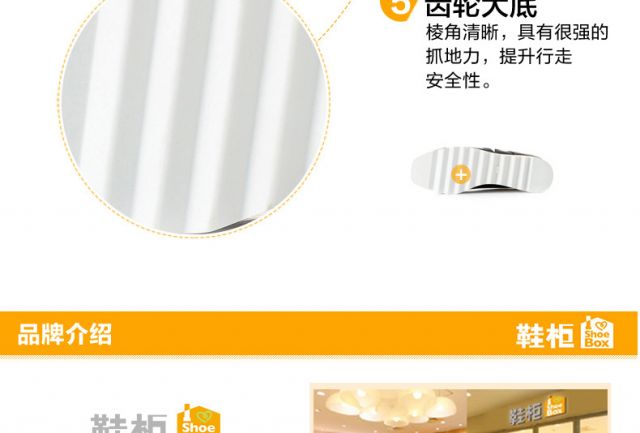 5 齿轮大底
棱角清晰，具有很强的
抓地力，提升行走
安全性。
品牌介绍
鞋柜 Shoe Box
鞋柜 Shoe
鞋柜 Shoe Box